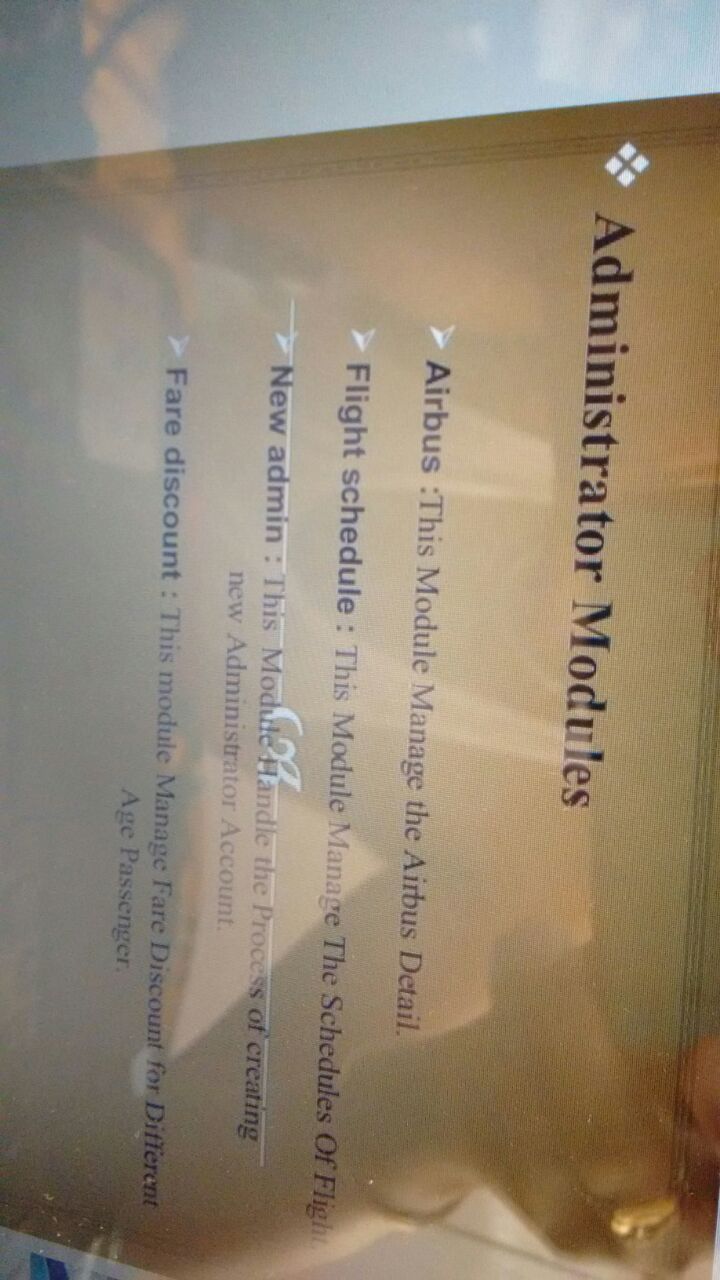 ❖ Administrator Modules
➢ Airbus :This Module Manage the Airbus Detail.
➢ Flight schedule : This Module Manage The Schedules Of Flight.
➢ New admin : This Module Handle the Process of creating
new Administrator Account.
➢ Fare discount : This module Manage Fare Discount for Different
Age Passenger.